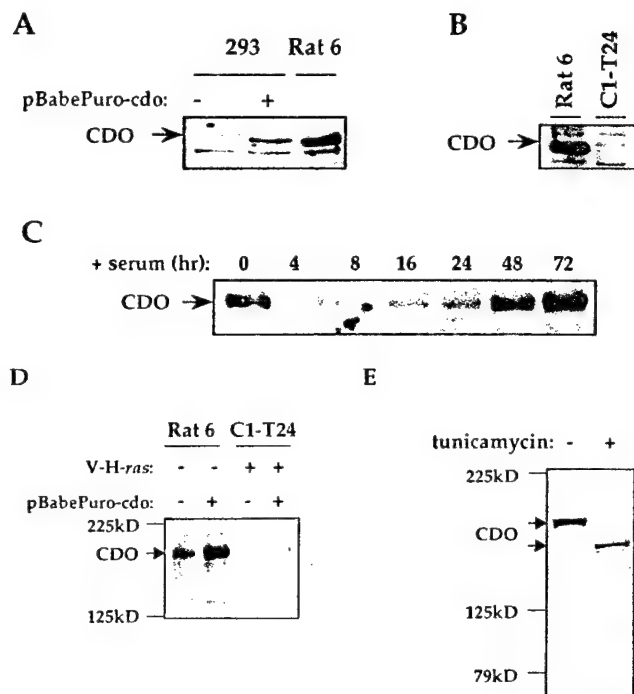 A
293 Rat 6
pBabePuro-cdo: - +
CDO
B
Rat 6
C1-T24
CDO
C
+ serum (hr): 0 4 8 16 24 48 72
CDO
D
Rat 6 C1-T24
V-H-ras: - - + +
pBabePuro-cdo: - + - +
225kD
CDO
125kD
E
tunicamycin: - +
225kD
CDO
125kD
79kD